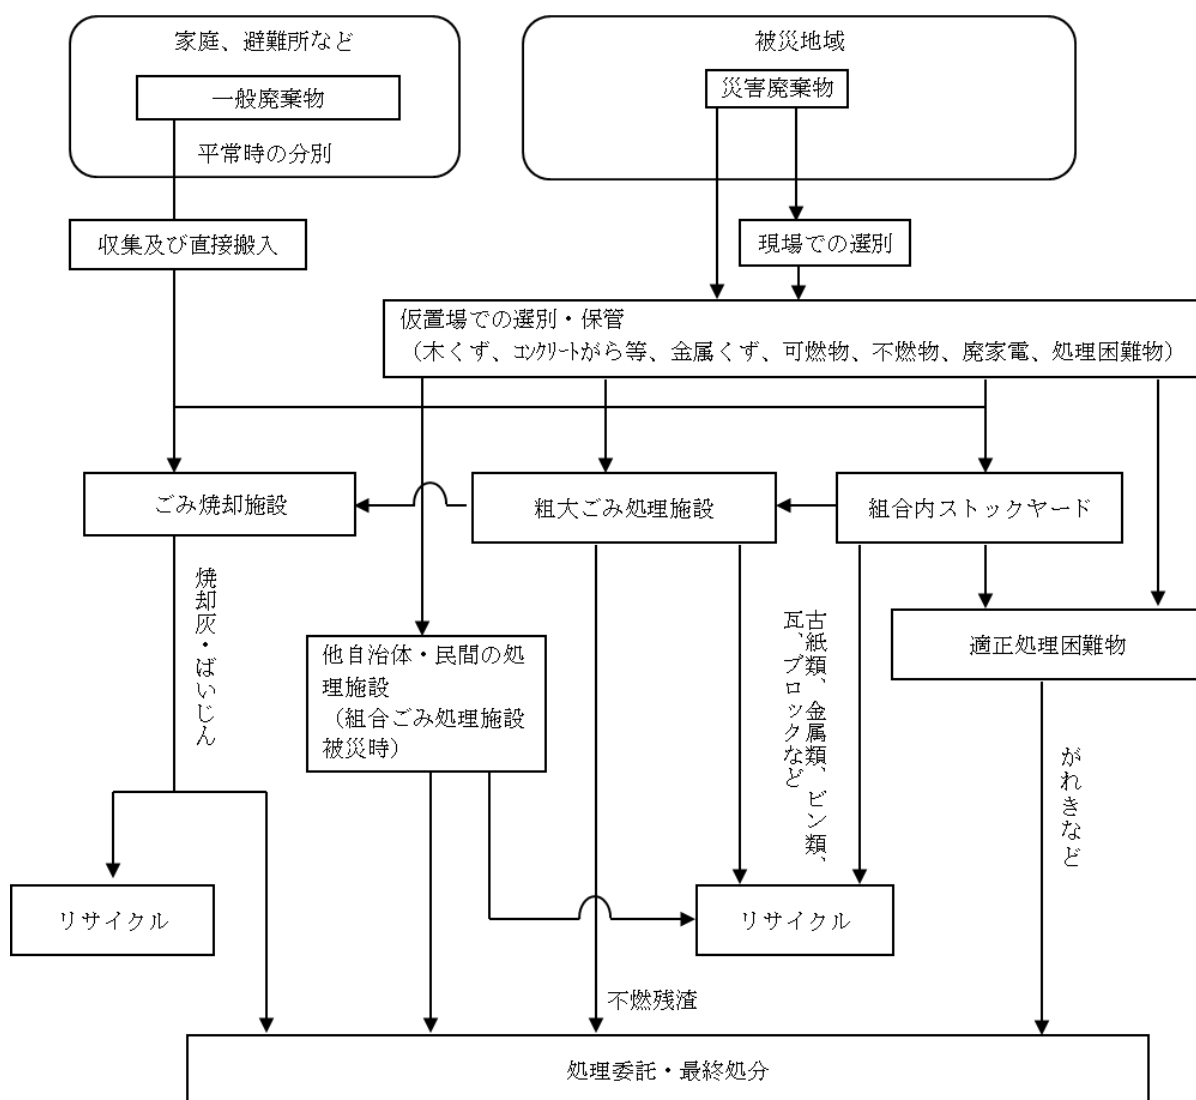 家庭、避難所など
一般廃棄物
平常時の分別
収集及び直接搬入
被災地域
災害廃棄物
現場での選別
仮置場での選別・保管
（木くず、ｺﾝｸﾘｰﾄがら等、金属くず、可燃物、不燃物、廃家電、処理困難物）
ごみ焼却施設
粗大ごみ処理施設
組合内ストックヤード
焼却灰・ばいじん
他自治体・民間の処
理施設
（組合ごみ処理施設
被災時）
古紙類、金属類、ビン類、
瓦、ブロックなど
適正処理困難物
がれきなど
リサイクル
リサイクル
不燃残渣
処理委託・最終処分